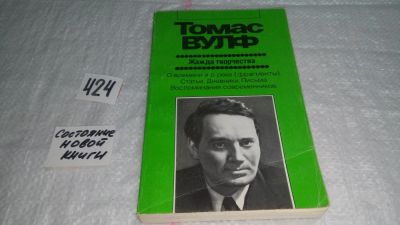 Томас
ВУЛФ
Жажда творчества
О времени и о реке (фрагменты)
Статьи. Дневники. Письма
Воспоминания современников
424
Состояние
новой
книги